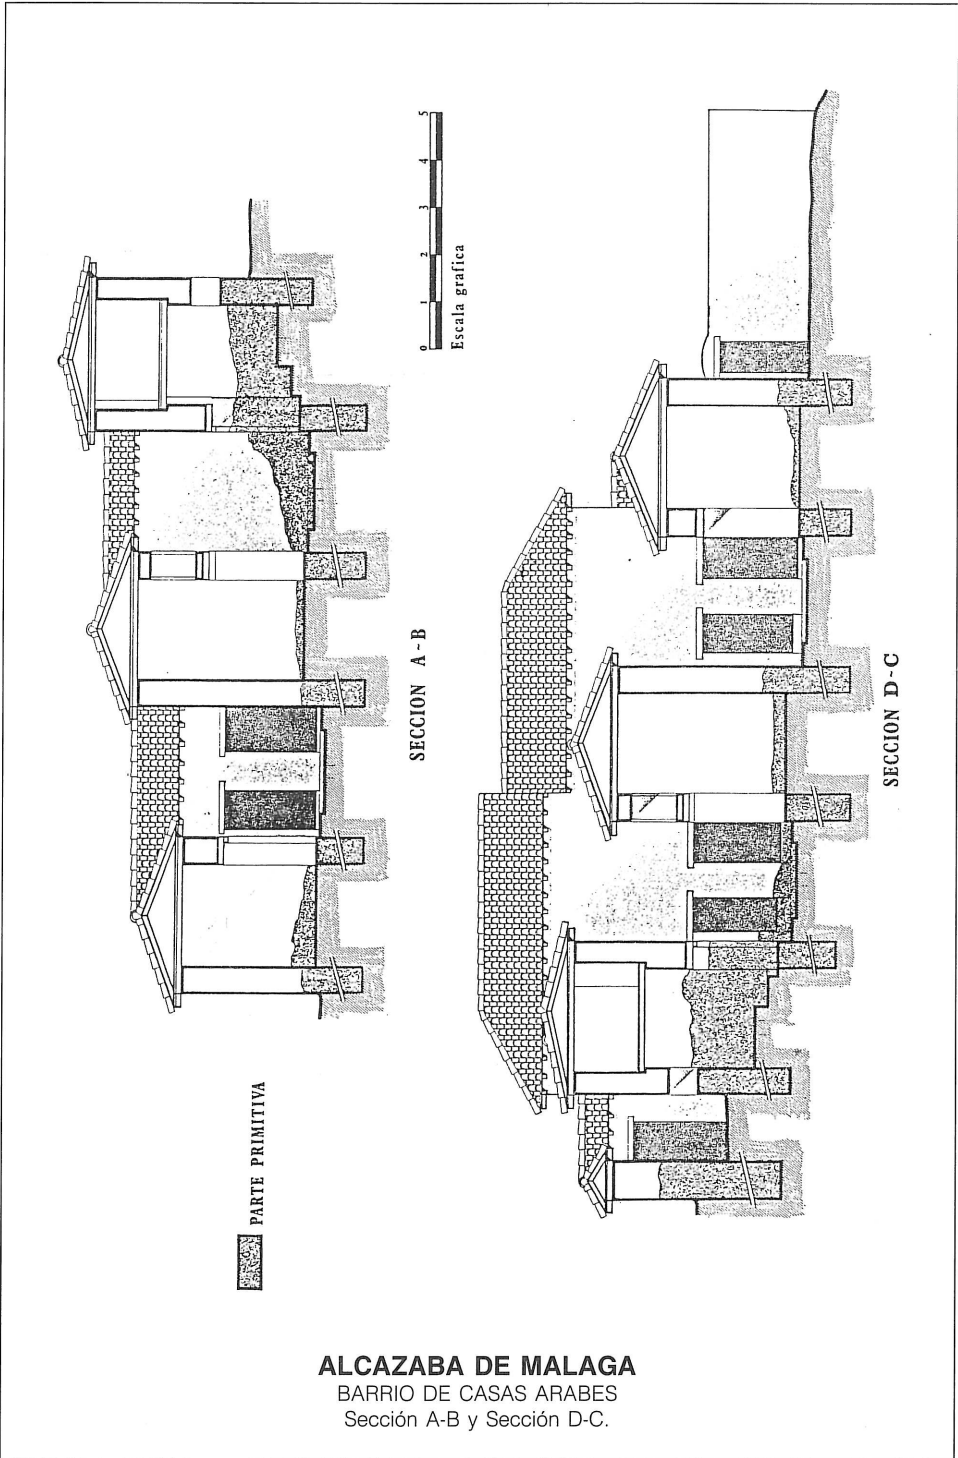 0 1 2 3 4 5
Escala grafica
SECCION A-B
SECCION D-C
PARTE PRIMITIVA
ALCAZABA DE MALAGA
BARRIO DE CASAS ARABES
Sección A-B y Sección D-C.